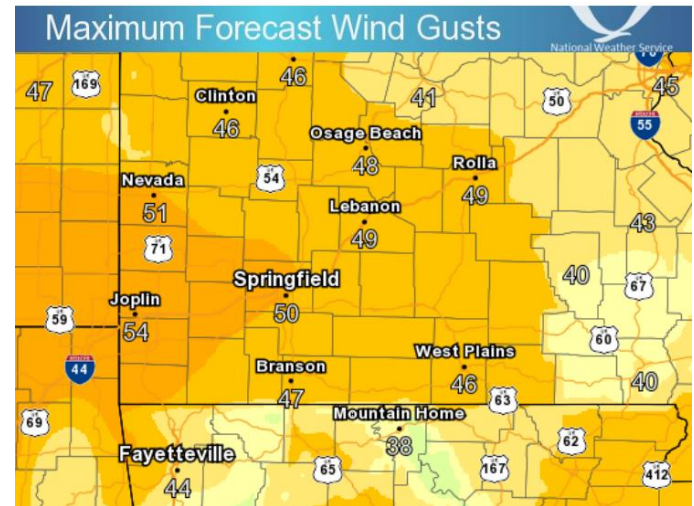 Maximum Forecast Wind Gusts
National Weather Service
46
47
169
45
Clinton
41
50
46
55
Osage Beach
48
Rolla
54
49
Nevada
51
Lebanon
49
43
71
Springfield
50
40
67
Joplin
54
59
60
44
West Plains
46
Branson
47
40
63
Mountain Home
38
69
62
Fayetteville
44
65
167
412